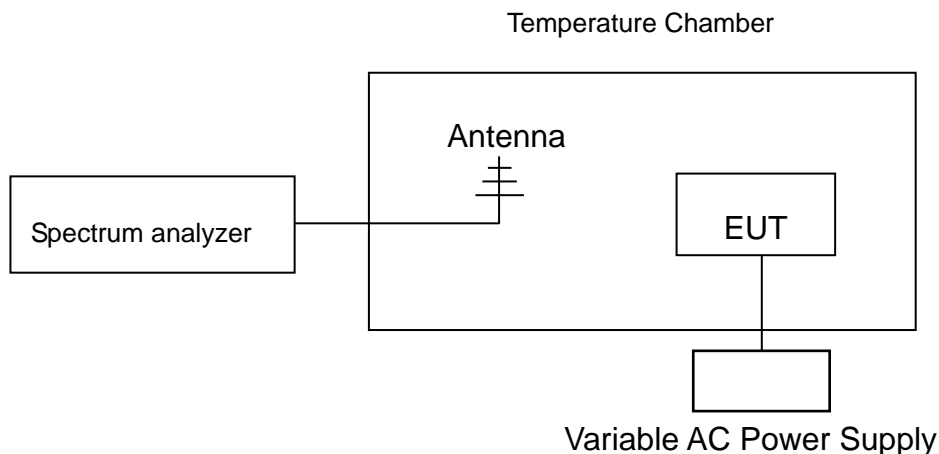 Temperature Chamber
Antenna
Spectrum analyzer
EUT
Variable AC Power Supply